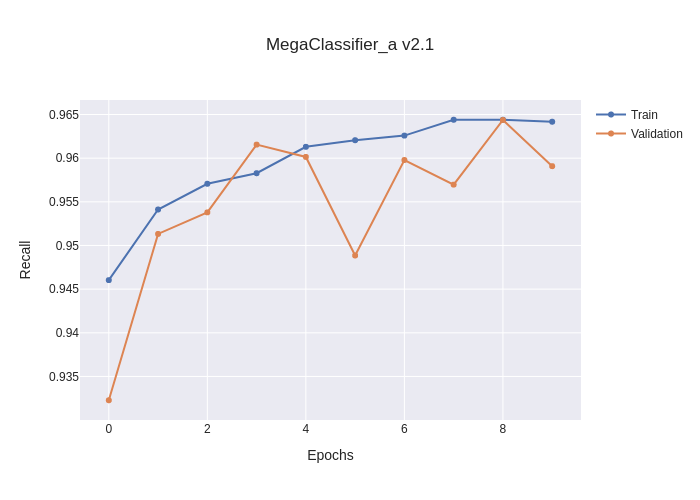 MegaClassifier_a v2.1
Train
Validation
Recall
0.965
0.96
0.955
0.95
0.945
0.94
0.935
0 2 4 6 8
Epochs